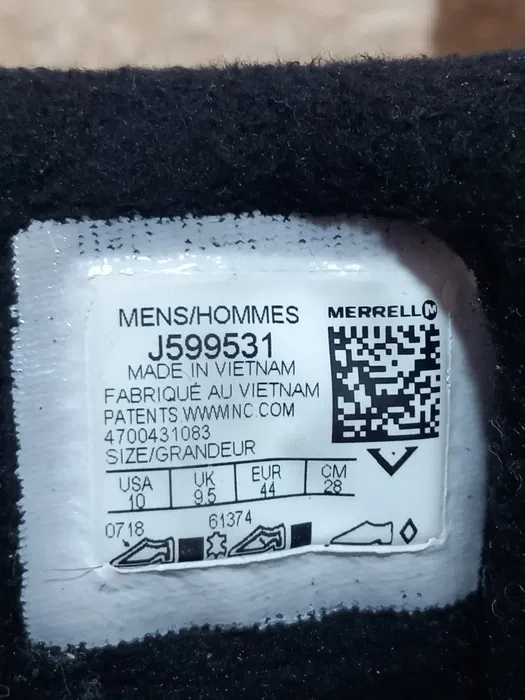 MENS/HOMMES
MERRELL
J599531
MADE IN VIETNAM
FABRIQUÉ AU VIETNAM
PATENTS WWWINC.COM
4700431083
SIZE/GRANDEUR
USA UK EUR CM
10 9.5 44 28
0718 61374